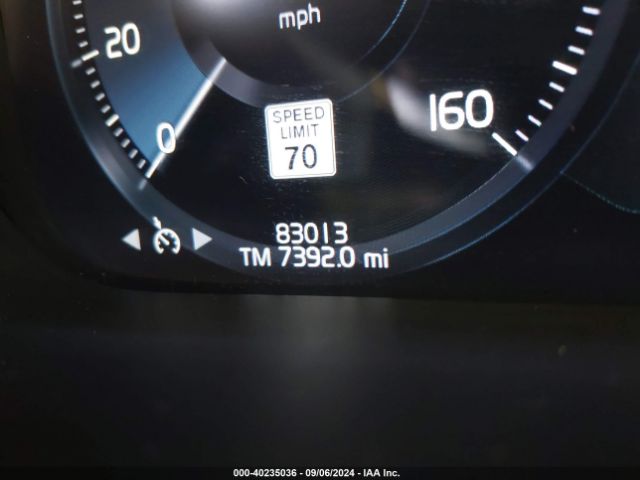 mph
20
160
SPEED
LIMIT
70
0
83013
TM 7392.0 mi
000-40235036 - 09/06/2024 - IAA Inc.